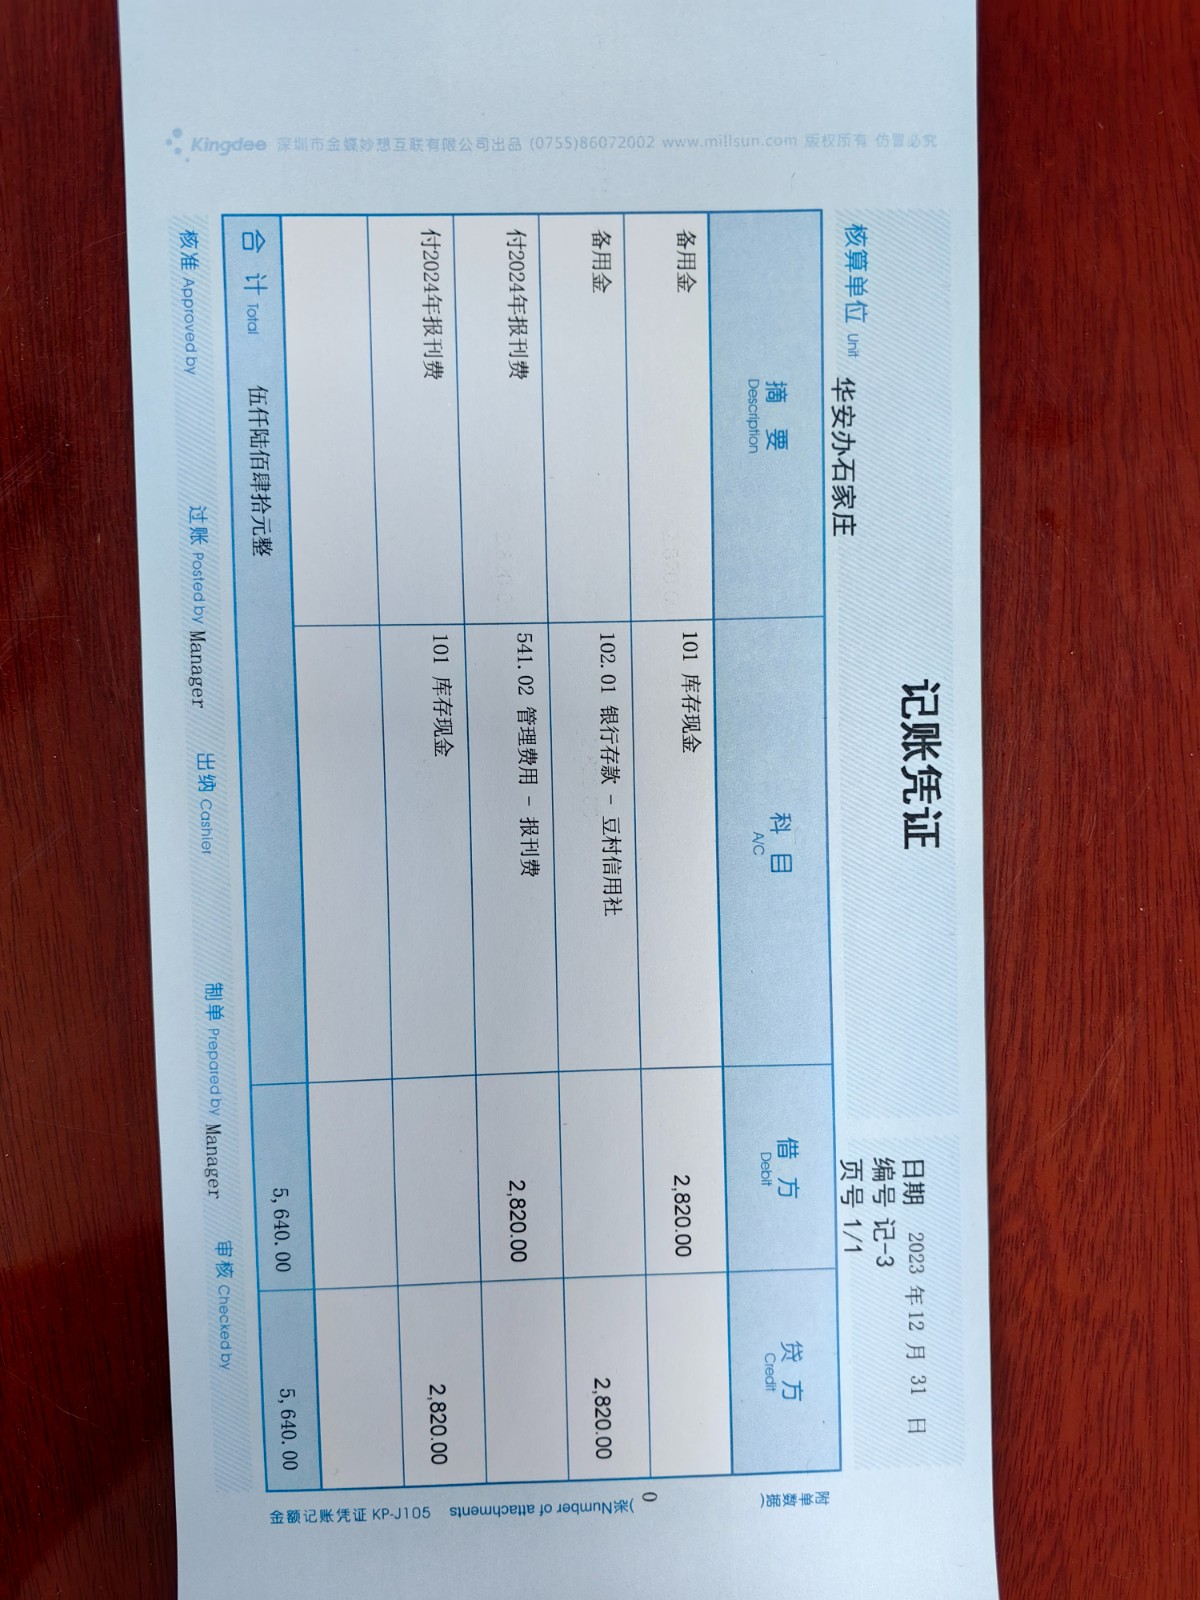 记账凭证
日期 2023 年 12 月 31 日
编号 记-3
核算单位 Unit 华安办石家庄 页号 1/1
摘要 Description 科目 A/C 借方 Debit 贷方 Credit
备用金 101 库存现金 2,820.00
备用金 102.01 银行存款 - 豆村信用社 2,820.00
付2024年报刊费 541.02 管理费用 - 报刊费 2,820.00
付2024年报刊费 101 库存现金 2,820.00
合计 Total 伍仟陆佰肆拾元整 5,640.00 5,640.00
核准 Approved by 过账 Posted by Manager 出纳 Cashier 制单 Prepared by Manager 审核 Checked by
附单数据( 0 )张 Number of attachments
金额记账凭证 KP-J105
Kingdee 深圳市金蝶妙想互联有限公司出品 (0755)86072002 www.millsun.com 版权所有 仿冒必究